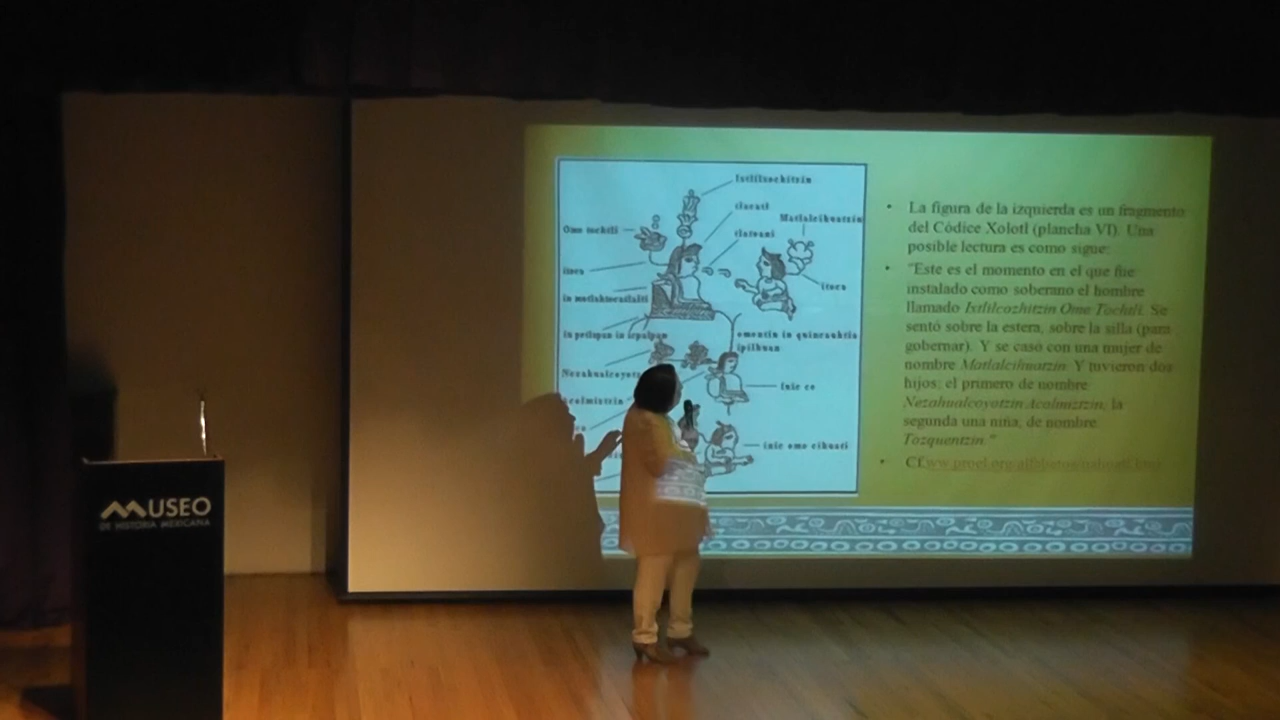 MUSEO
DE HISTORIA MEXICANA
Ixtlilxochitzin
tlacatl
Matlalcihuatzin
Ome tochtli
tlatoani
itoca
itoca
in matlahtocatlalli
in petlapan in icpalpan
omentin in quincauhtia
ipilhuan
Nezahualcoyotz
acolmiztzin
inic ce
inic ome cihuatl
• La figura de la izquierda es un fragmento
del Códice Xolotl (plancha VI). Una
posible lectura es como sigue:
• "Este es el momento en el que fue
instalado como soberano el hombre
llamado Ixtlilcozhitzin Ome Tochtli. Se
sentó sobre la estera, sobre la silla (para
gobernar). Y se casó con una mujer de
nombre Matlalcihuatzin. Y tuvieron dos
hijos: el primero de nombre
Nezahualcoyotzin Acolmiztzin; la
segunda una niña, de nombre
Tozquentzin."
• Cf.